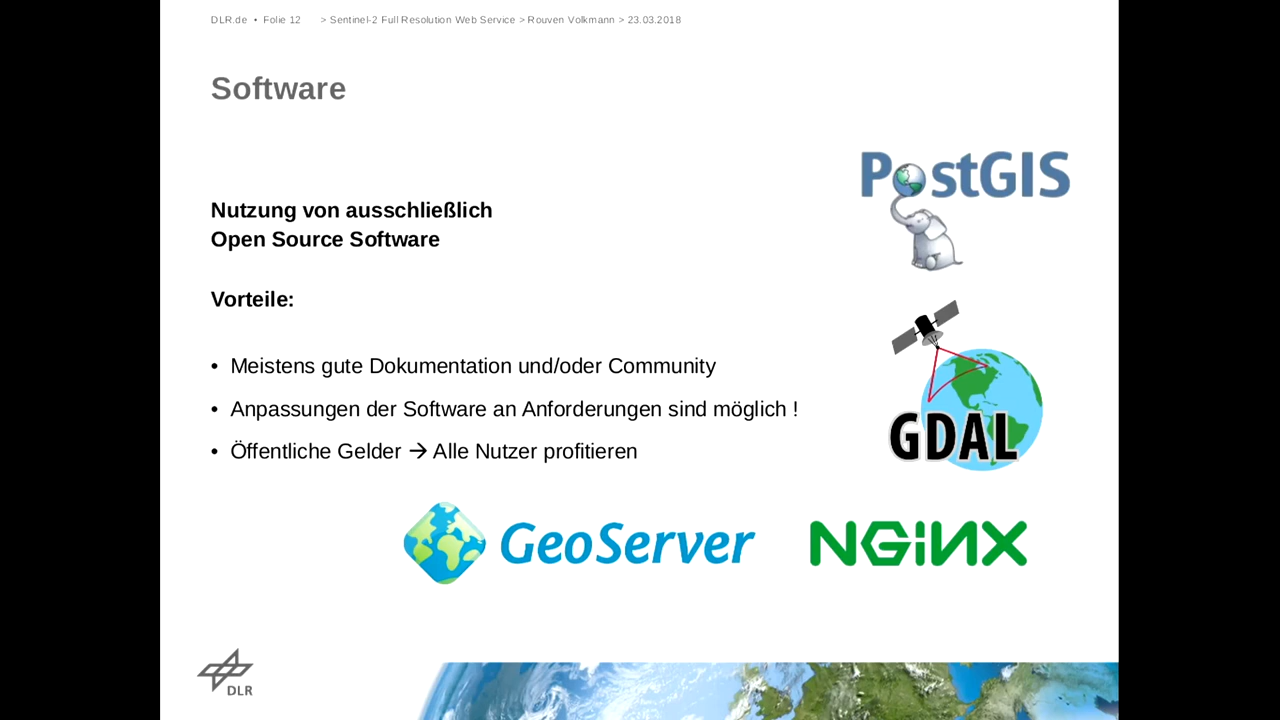 DLR.de • Folie 12 > Sentinel-2 Full Resolution Web Service > Rouven Volkmann > 23.03.2018
Software
PostGIS
Nutzung von ausschließlich
Open Source Software
Vorteile:
• Meistens gute Dokumentation und/oder Community
• Anpassungen der Software an Anforderungen sind möglich !
• Öffentliche Gelder → Alle Nutzer profitieren
GDAL
GeoServer
NGINX
DLR